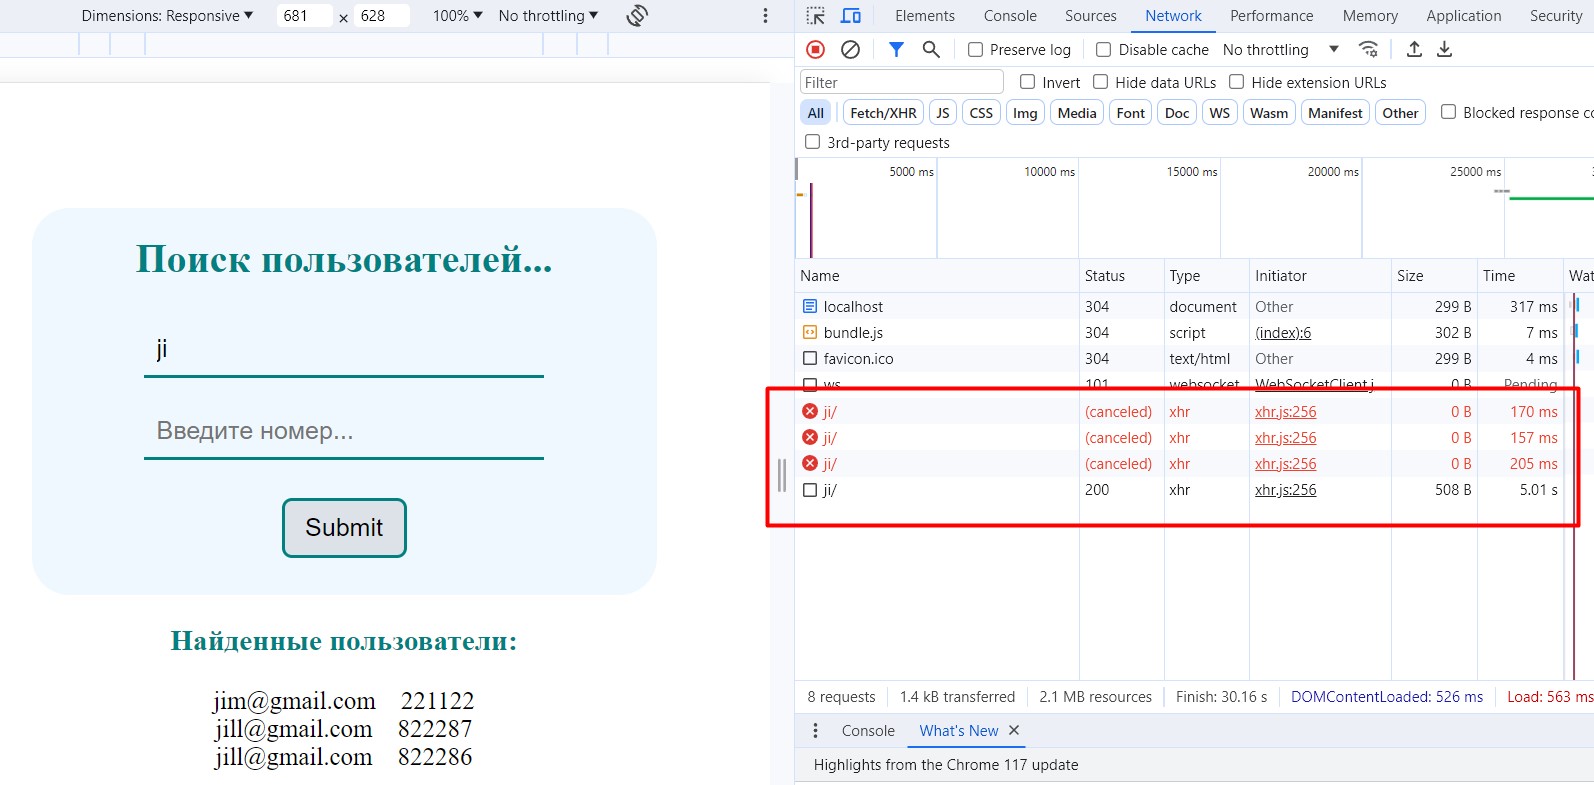 Dimensions: Responsive ▼ 681 × 628 100% ▼ No throttling ▼
Поиск пользователей...
ji
Введите номер...
Submit
Найденные пользователи:
jim@gmail.com 221122
jill@gmail.com 822287
jill@gmail.com 822286
Elements Console Sources Network Performance Memory Application Security
Preserve log Disable cache No throttling ▼
Filter Invert Hide data URLs Hide extension URLs
All Fetch/XHR JS CSS Img Media Font Doc WS Wasm Manifest Other Blocked response co
3rd-party requests
5000 ms 10000 ms 15000 ms 20000 ms 25000 ms
Name Status Type Initiator Size Time Wat
localhost 304 document Other 299 B 317 ms
bundle.js 304 script (index):6 302 B 7 ms
favicon.ico 304 text/html Other 299 B 4 ms
ws 101 websocket WebSocketClient.j 0 B Pending
ji/ (canceled) xhr xhr.js:256 0 B 170 ms
ji/ (canceled) xhr xhr.js:256 0 B 157 ms
ji/ (canceled) xhr xhr.js:256 0 B 205 ms
ji/ 200 xhr xhr.js:256 508 B 5.01 s
8 requests 1.4 kB transferred 2.1 MB resources Finish: 30.16 s DOMContentLoaded: 526 ms Load: 563 ms
Console What's New ×
Highlights from the Chrome 117 update